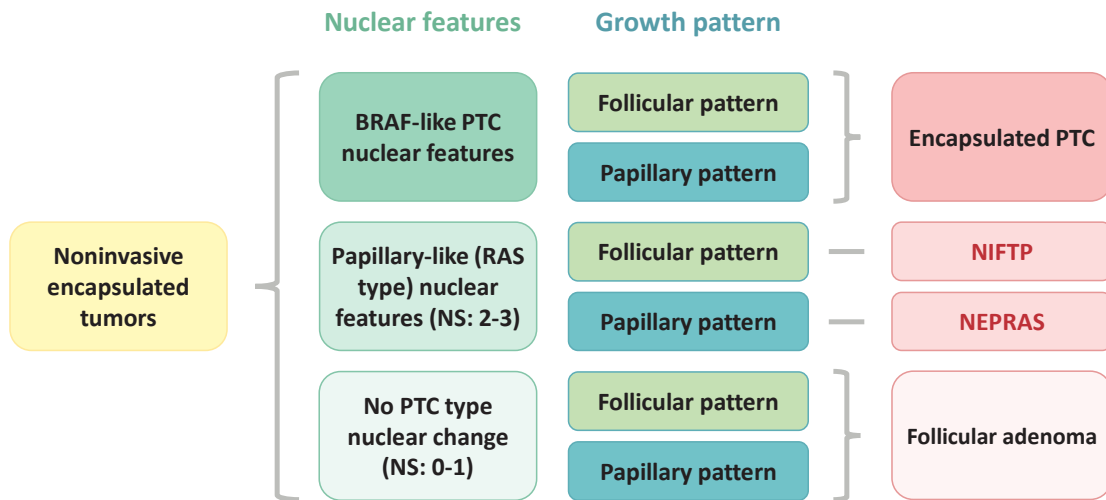 Nuclear features
Growth pattern
Noninvasive
encapsulated
tumors
BRAF-like PTC
nuclear features
Follicular pattern
Papillary pattern
Encapsulated PTC
Papillary-like (RAS
type) nuclear
features (NS: 2-3)
Follicular pattern
NIFTP
Papillary pattern
NEPRAS
No PTC type
nuclear change
(NS: 0-1)
Follicular pattern
Papillary pattern
Follicular adenoma